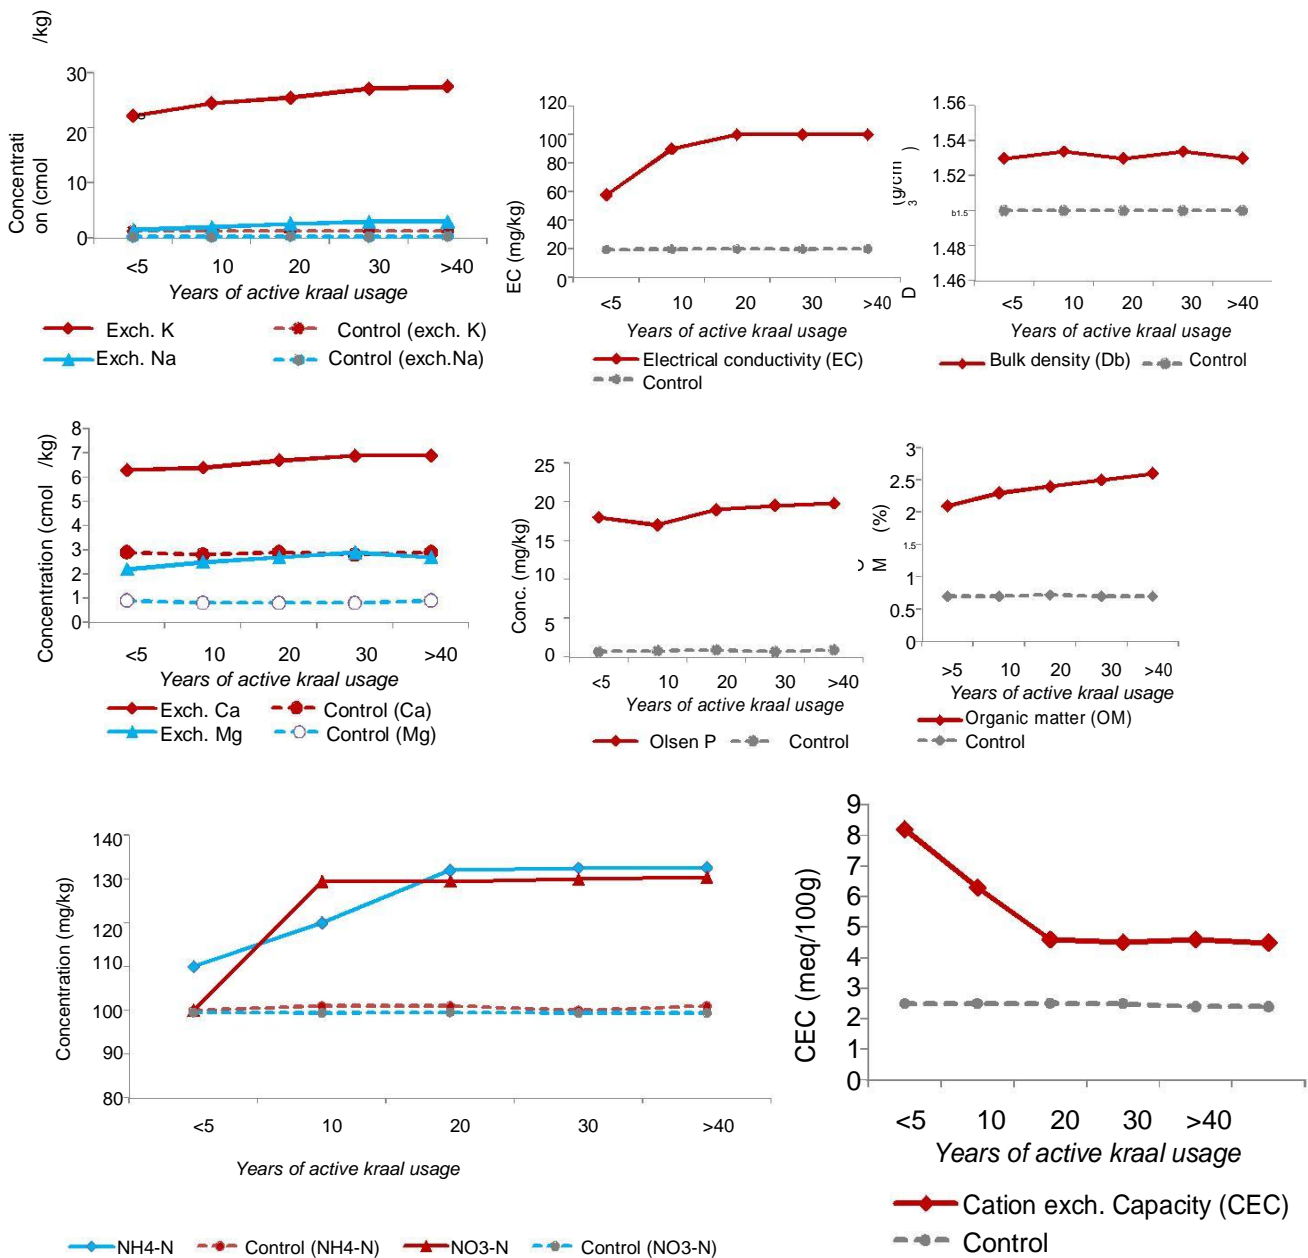 /kg)
Concentrati
on (cmol
30
20
10
0
<5 10 20 30 >40
Years of active kraal usage
Exch. K Control (exch. K)
Exch. Na Control (exch.Na)
EC (mg/kg)
120
100
80
60
40
20
0
<5 10 20 30 >40
Years of active kraal usage
Electrical conductivity (EC)
Control
D
3
(g/cm
)
1.56
1.54
1.52
b1.5
1.48
1.46
<5 10 20 30 >40
Years of active kraal usage
Bulk density (Db) Control
Concentration (cmol /kg)
8
7
6
5
4
3
2
1
0
<5 10 20 30 >40
Years of active kraal usage
Exch. Ca Control (Ca)
Exch. Mg Control (Mg)
Conc. (mg/kg)
25
20
15
10
5
0
<5 10 20 30 >40
Years of active kraal usage
Olsen P Control
O
M (%)
3
2.5
2
1.5
1
0.5
0
>5 10 20 30 >40
Years of active kraal usage
Organic matter (OM)
Control
Concentration (mg/kg)
140
130
120
110
100
90
80
<5 10 20 30 >40
Years of active kraal usage
NH4-N Control (NH4-N) NO3-N Control (NO3-N)
CEC (meq/100g)
9
8
7
6
5
4
3
2
1
0
<5 10 20 30 >40
Years of active kraal usage
Cation exch. Capacity (CEC)
Control